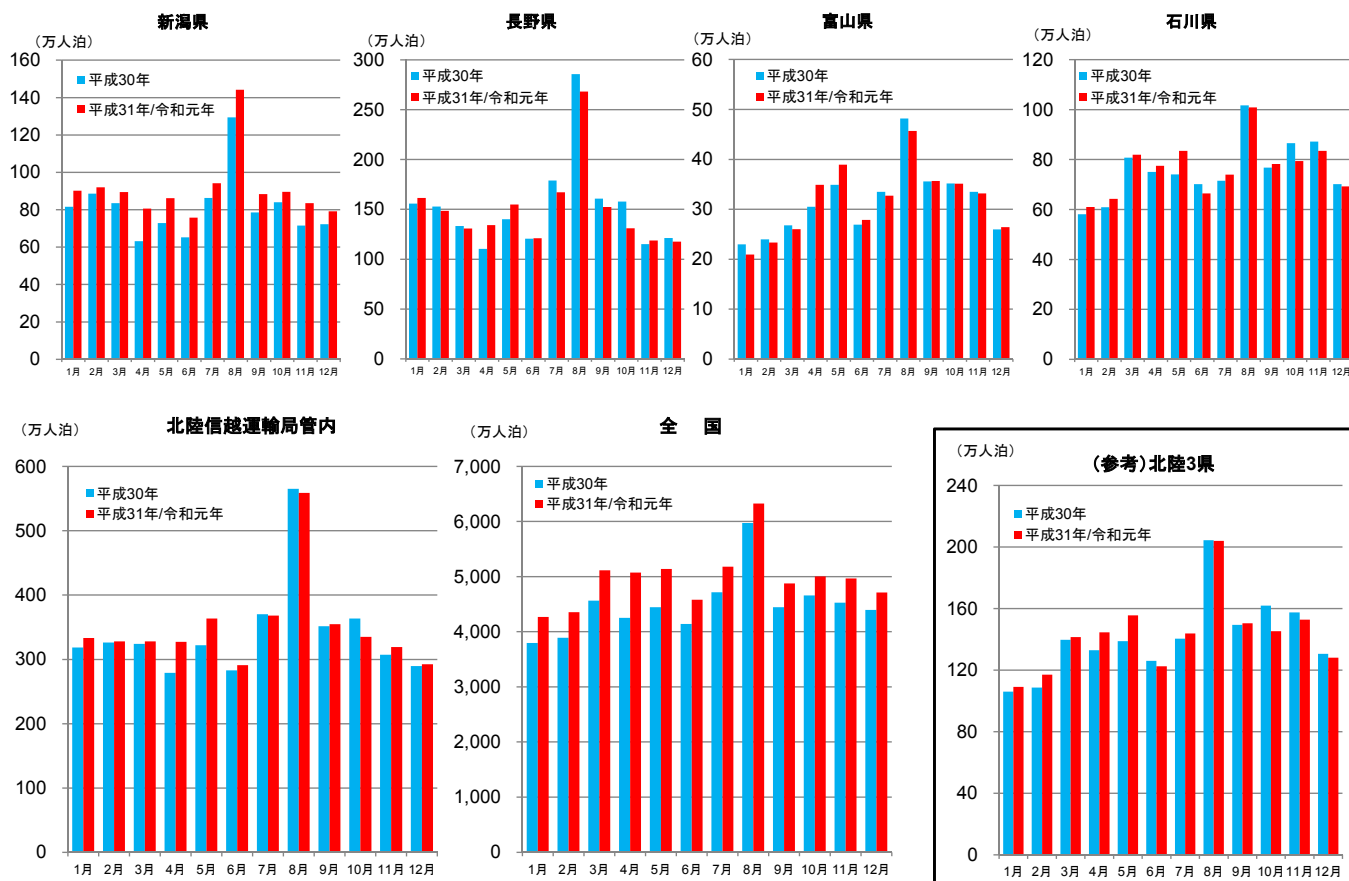 新潟県
（万人泊）
160
140
120
100
80
60
40
20
0
平成30年
平成31年/令和元年
1月 2月 3月 4月 5月 6月 7月 8月 9月 10月 11月 12月
長野県
（万人泊）
300
250
200
150
100
50
0
平成30年
平成31年/令和元年
1月 2月 3月 4月 5月 6月 7月 8月 9月 10月 11月 12月
富山県
（万人泊）
60
50
40
30
20
10
0
平成30年
平成31年/令和元年
1月 2月 3月 4月 5月 6月 7月 8月 9月 10月 11月 12月
石川県
（万人泊）
120
100
80
60
40
20
0
平成30年
平成31年/令和元年
1月 2月 3月 4月 5月 6月 7月 8月 9月 10月 11月 12月
北陸信越運輸局管内
（万人泊）
600
500
400
300
200
100
0
平成30年
平成31年/令和元年
1月 2月 3月 4月 5月 6月 7月 8月 9月 10月 11月 12月
全 国
（万人泊）
7,000
6,000
5,000
4,000
3,000
2,000
1,000
0
平成30年
平成31年/令和元年
1月 2月 3月 4月 5月 6月 7月 8月 9月 10月 11月 12月
（参考）北陸3県
（万人泊）
240
200
160
120
80
40
0
平成30年
平成31年/令和元年
1月 2月 3月 4月 5月 6月 7月 8月 9月 10月 11月 12月